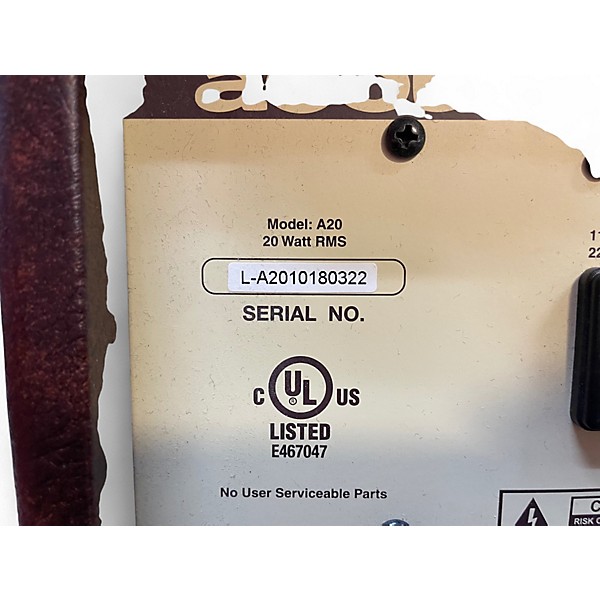 Model: A20
20 Watt RMS
L-A2010180322
SERIAL NO.
C UL US
LISTED
E467047
No User Serviceable Parts